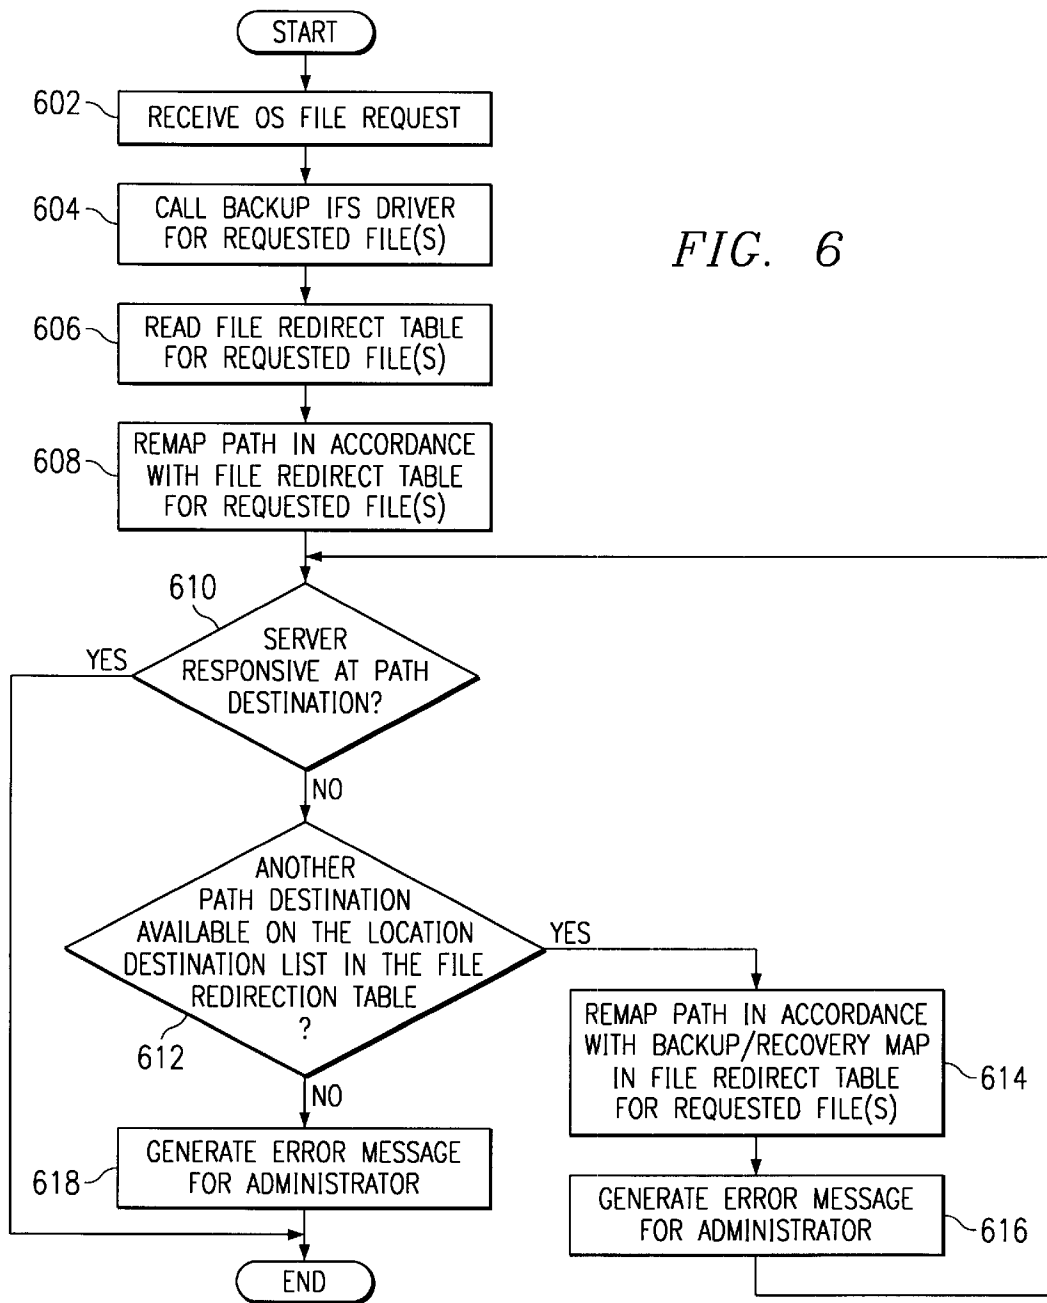 START
602
RECEIVE OS FILE REQUEST
604
CALL BACKUP IFS DRIVER
FOR REQUESTED FILE(S)
FIG. 6
606
READ FILE REDIRECT TABLE
FOR REQUESTED FILE(S)
608
REMAP PATH IN ACCORDANCE
WITH FILE REDIRECT TABLE
FOR REQUESTED FILE(S)
610
YES
SERVER
RESPONSIVE AT PATH
DESTINATION?
NO
ANOTHER
PATH DESTINATION
AVAILABLE ON THE LOCATION
DESTINATION LIST IN THE FILE
REDIRECTION TABLE
?
612
YES
REMAP PATH IN ACCORDANCE
WITH BACKUP/RECOVERY MAP
IN FILE REDIRECT TABLE
FOR REQUESTED FILE(S)
614
NO
GENERATE ERROR MESSAGE
FOR ADMINISTRATOR
618
GENERATE ERROR MESSAGE
FOR ADMINISTRATOR
616
END